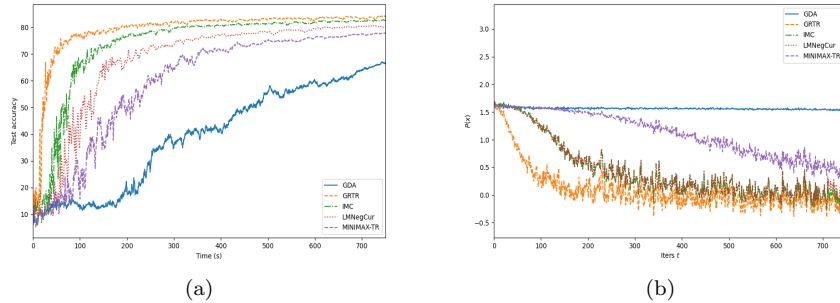 90
80
70
60
50
40
30
20
10
0 100 200 300 400 500 600 700
Test accuracy
Time (s)
GDA
GRTR
IMC
LMNegCur
MINIMAX-TR
(a)
3.0
2.5
2.0
1.5
1.0
0.5
0.0
−0.5
0 100 200 300 400 500 600 700
P(x)
Iters t
GDA
GRTR
IMC
LMNegCur
MINIMAX-TR
(b)